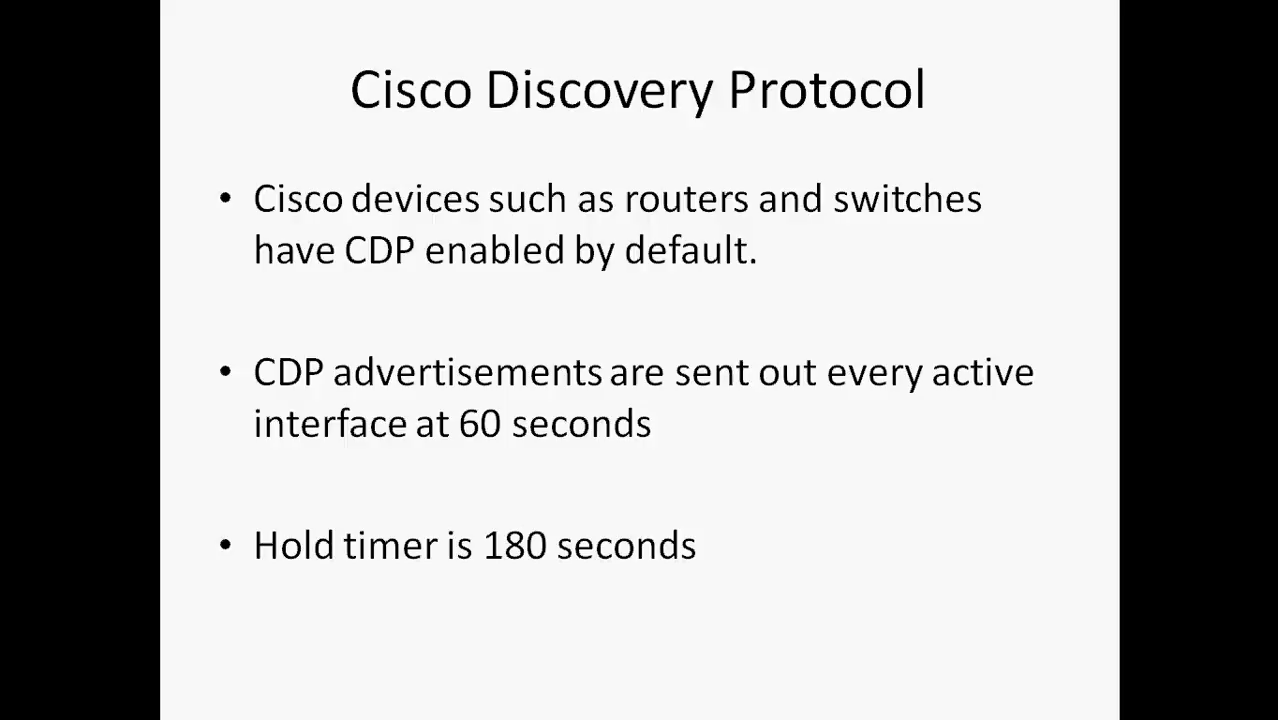 Cisco Discovery Protocol
• Cisco devices such as routers and switches
have CDP enabled by default.
• CDP advertisements are sent out every active
interface at 60 seconds
• Hold timer is 180 seconds